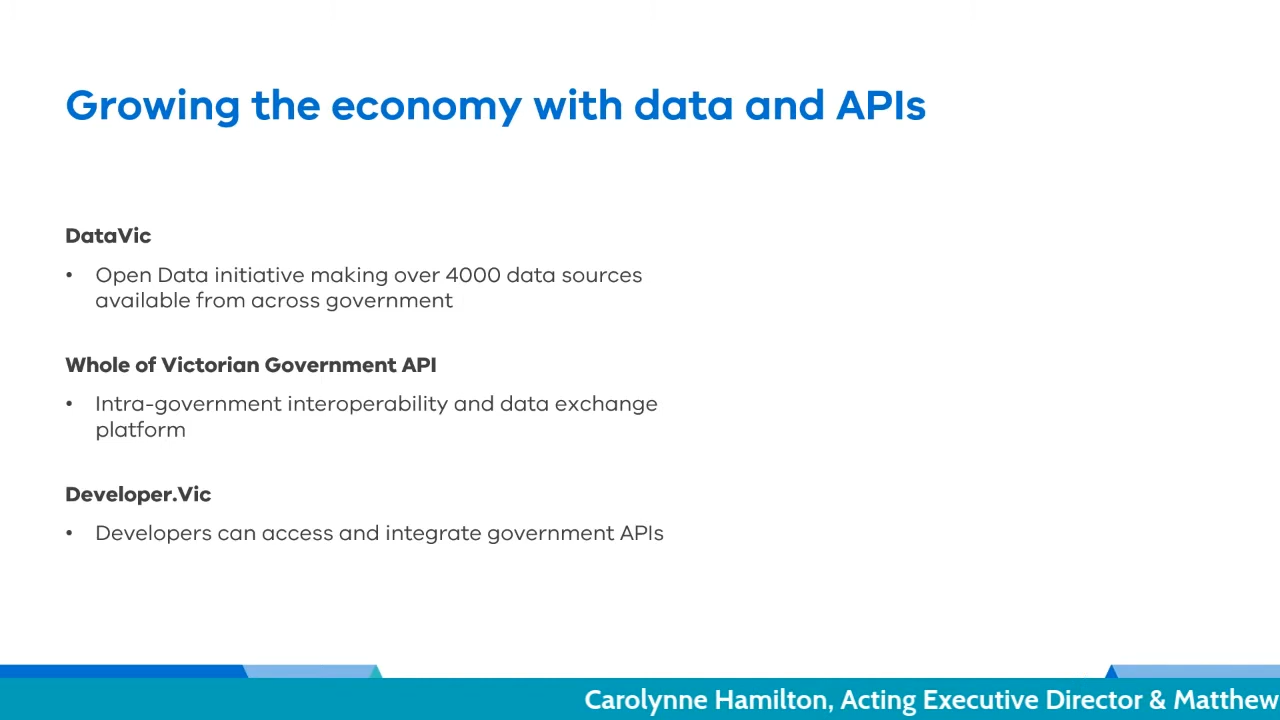 Growing the economy with data and APIs
DataVic
• Open Data initiative making over 4000 data sources
available from across government
Whole of Victorian Government API
• Intra-government interoperability and data exchange
platform
Developer.Vic
• Developers can access and integrate government APIs
Carolynne Hamilton, Acting Executive Director & Matthew